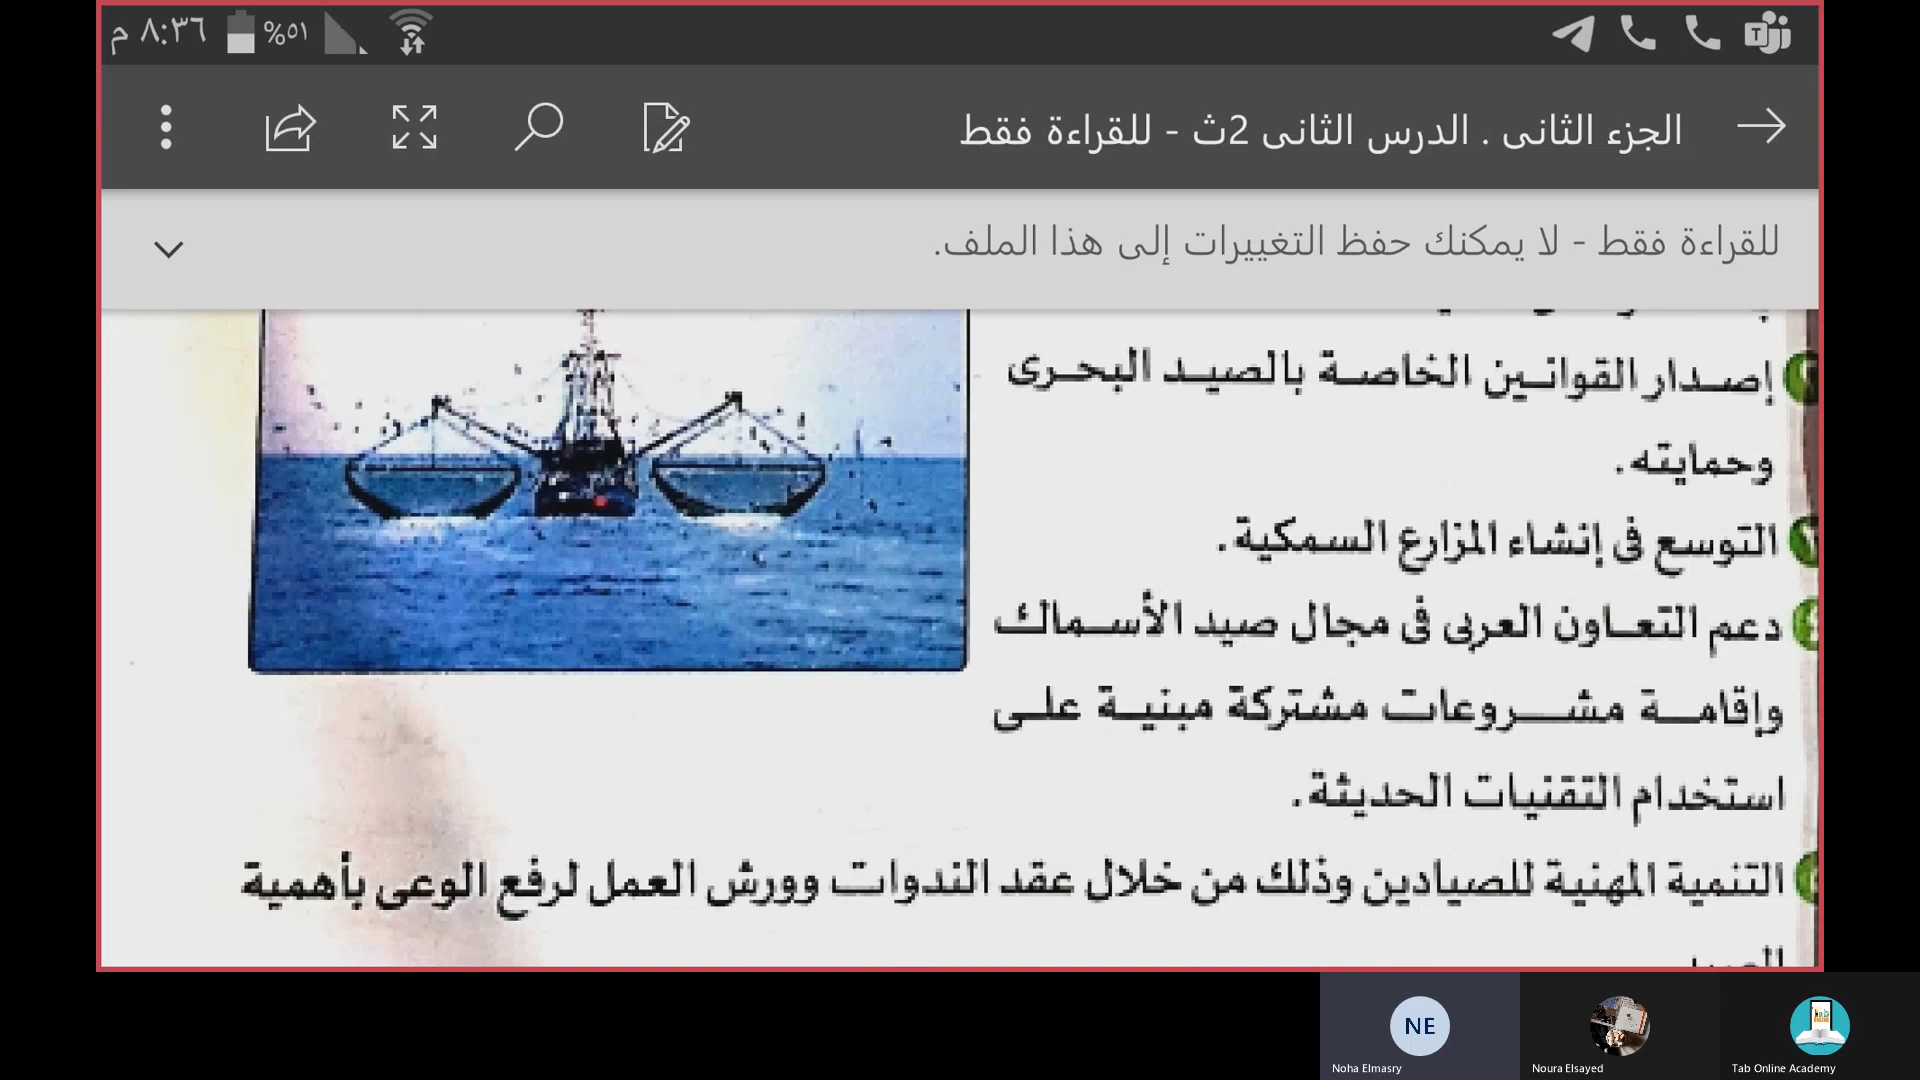 ٨:٣٦ م
%٥١
الجزء الثانى . الدرس الثانى 2ث - للقراءة فقط
للقراءة فقط - لا يمكنك حفظ التغييرات إلى هذا الملف.
إصدار القوانين الخاصة بالصيد البحرى
وحمايته.
التوسع فى إنشاء المزارع السمكية.
دعم التعاون العربى فى مجال صيد الأسماك
وإقامة مشروعات مشتركة مبنية على
استخدام التقنيات الحديثة.
التنمية المهنية للصيادين وذلك من خلال عقد الندوات وورش العمل لرفع الوعى بأهمية
NE
Noha Elmasry
Noura Elsayed
Tab Online Academy